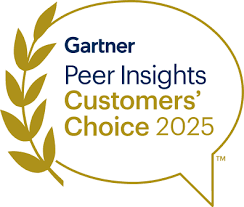 Gartner
Peer Insights
Customers'
Choice 2025
™